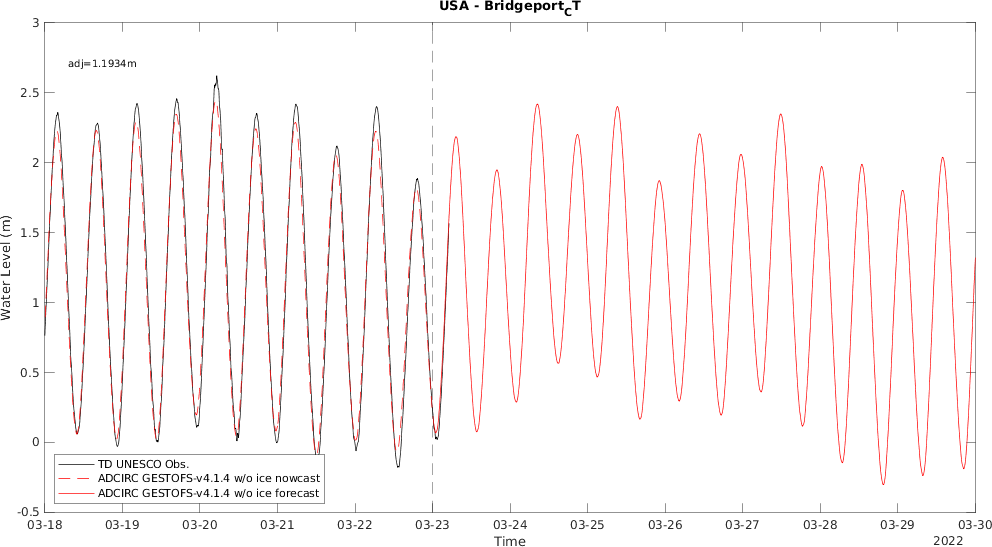 USA - Bridgeport_CT
adj=1.1934m
3
2.5
2
1.5
1
0.5
0
-0.5
Water Level (m)
TD UNESCO Obs.
ADCIRC GESTOFS-v4.1.4 w/o ice nowcast
ADCIRC GESTOFS-v4.1.4 w/o ice forecast
03-18 03-19 03-20 03-21 03-22 03-23 03-24 03-25 03-26 03-27 03-28 03-29 03-30
Time
2022